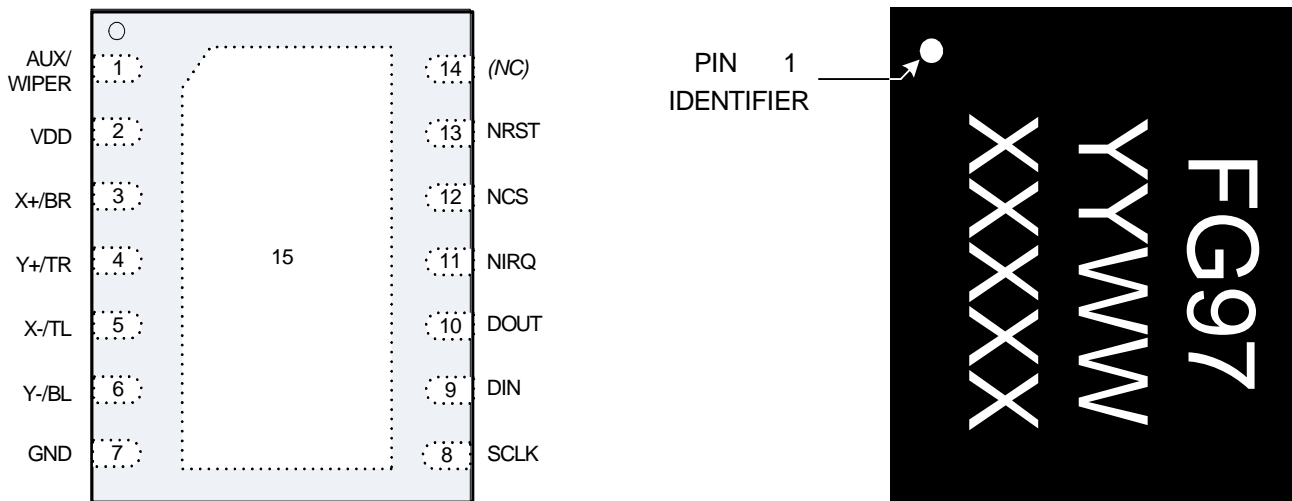 AUX/
WIPER
1
14
(NC)
VDD
2
13
NRST
X+/BR
3
12
NCS
Y+/TR
4
15
11
NIRQ
X-/TL
5
10
DOUT
Y-/BL
6
9
DIN
GND
7
8
SCLK
PIN 1
IDENTIFIER
FG97
YYWW
XXXXX